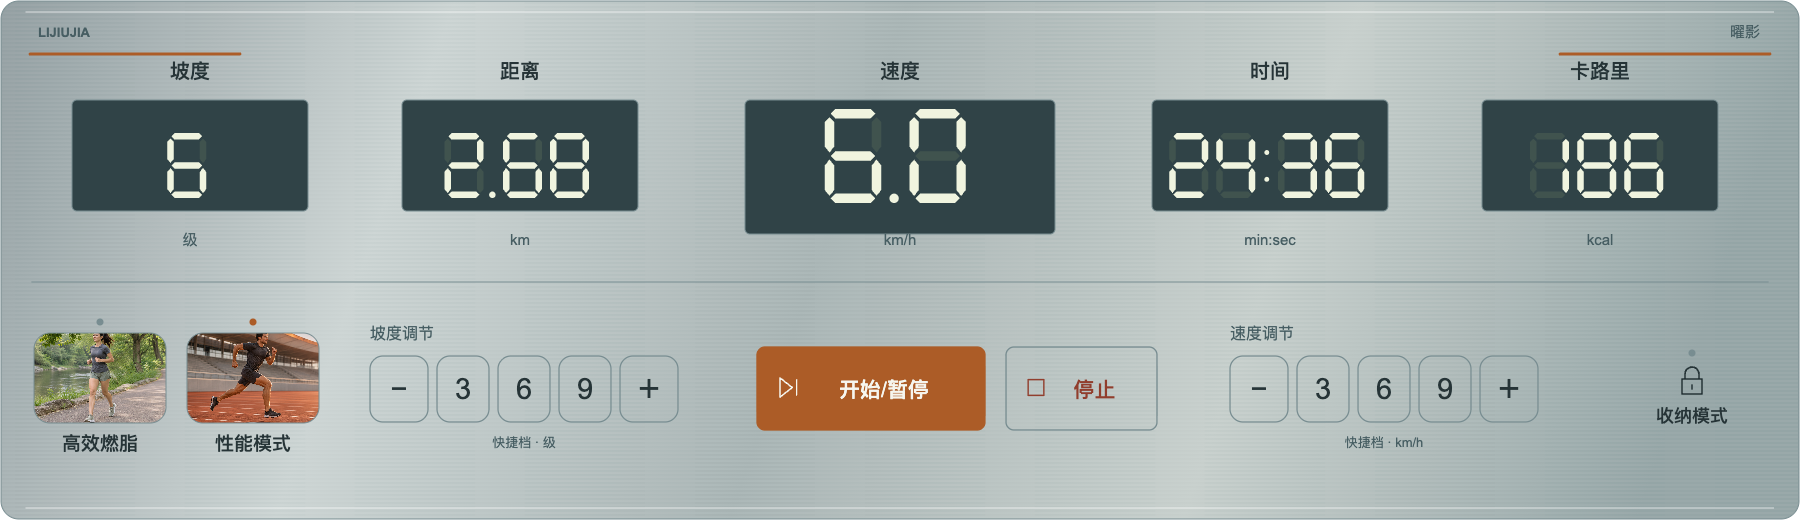 LIJIUJIA
曜影
坡度
距离
速度
时间
卡路里
6
2.68
6.0
24:36
186
级
km
km/h
min:sec
kcal
坡度调节
速度调节
− 3 6 9 +
开始/暂停
停止
− 3 6 9 +
高效燃脂
性能模式
快捷档 · 级
快捷档 · km/h
收纳模式